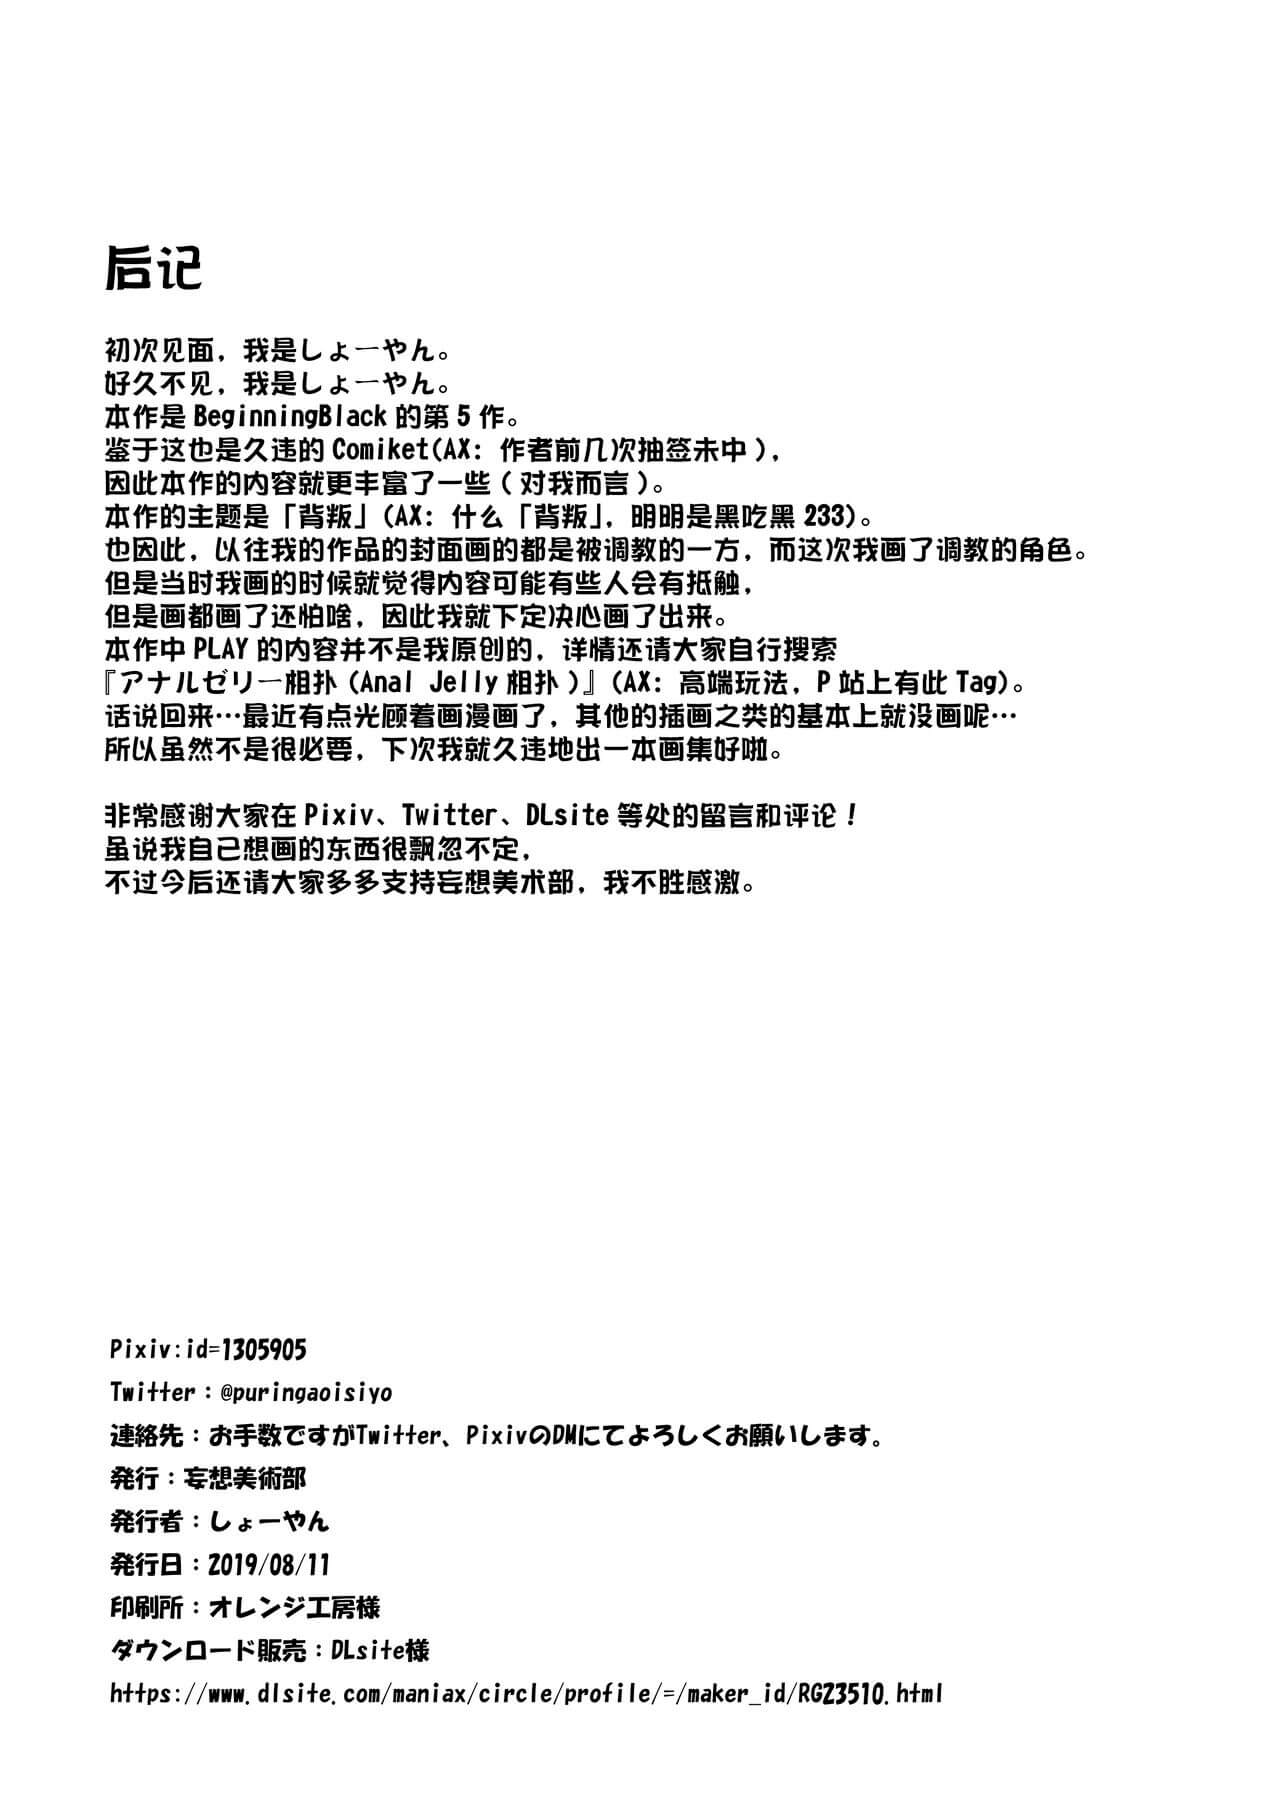 后记
初次见面，我是しょーやん。
好久不见，我是しょーやん。
本作是 BeginningBlack 的第 5 作。
鉴于这也是久违的 Comiket(AX: 作者前几次抽签未中 )，
因此本作的内容就更丰富了一些 ( 对我而言 )。
本作的主题是「背叛」(AX: 什么「背叛」，明明是黑吃黑 233)。
也因此，以往我的作品的封面画的都是被调教的一方，而这次我画了调教的角色。
但是当时我画的时候就觉得内容可能有些人会有抵触，
但是画都画了还怕啥，因此我就下定决心画了出来。
本作中 PLAY 的内容并不是我原创的，详情还请大家自行搜索
『アナルゼリー相扑 (Anal Jelly 相扑 )』(AX: 高端玩法，P 站上有此 Tag)。
话说回来…最近有点光顾着画漫画了，其他的插画之类的基本上就没画呢…
所以虽然不是很必要，下次我就久违地出一本画集好啦。
非常感谢大家在 Pixiv、Twitter、DLsite 等处的留言和评论！
虽说我自己想画的东西很飘忽不定，
不过今后还请大家多多支持妄想美术部，我不胜感激。
Pixiv:id=1305905
Twitter：@puringaoisiyo
連絡先：お手数ですがTwitter、PixivのDMにてよろしくお願いします。
発行：妄想美術部
発行者：しょーやん
発行日：2019/08/11
印刷所：オレンジ工房様
ダウンロード販売：DLsite様
https://www.dlsite.com/maniax/circle/profile/=/maker_id/RG23510.html